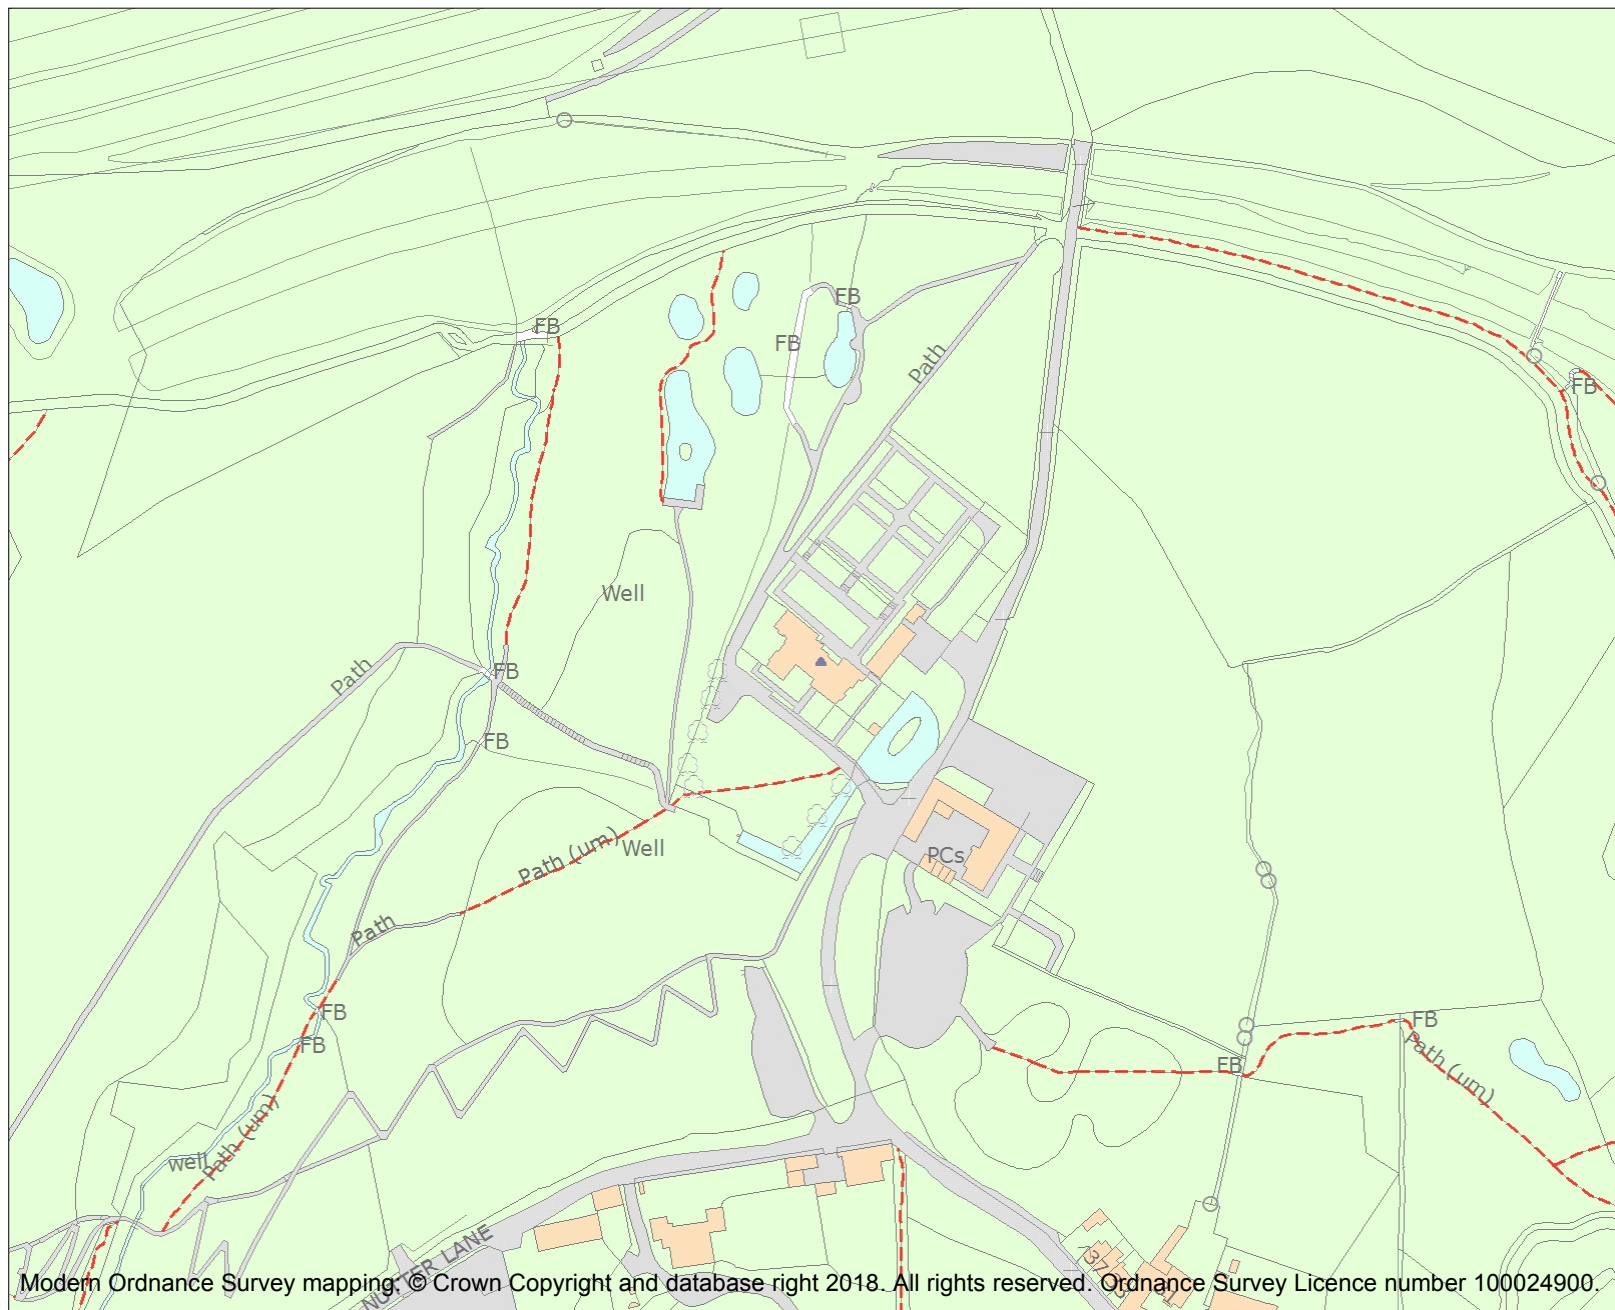 FB
FB
FB
Path
FB
Well
Path
FB
FB
PCs
Path (um)
Well
Path
FB
FB
FB
FB
Path (um)
Path (um)
well
NUTTER LANE
37
Modern Ordnance Survey mapping. © Crown Copyright and database right 2018. All rights reserved. Ordnance Survey Licence number 100024900.